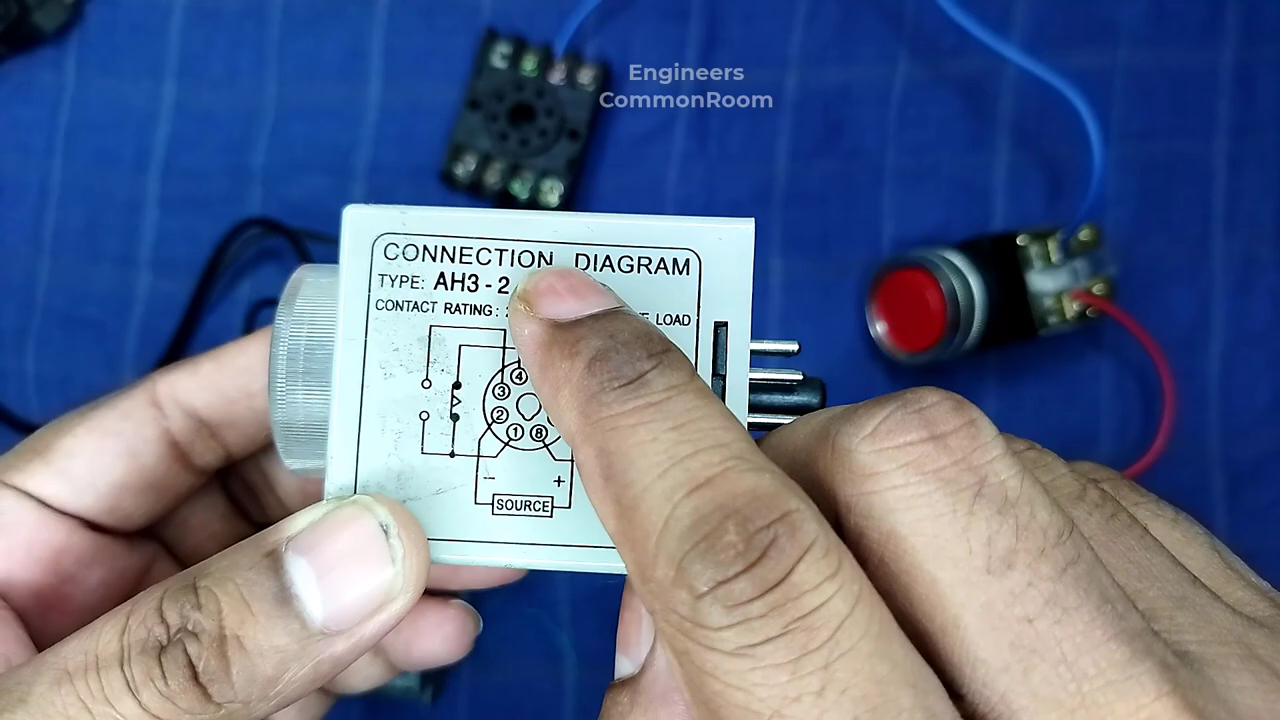 Engineers
CommonRoom
CONNECTION DIAGRAM
TYPE: AH3 - 2
CONTACT RATING: LOAD
4
3
2
1 8
- +
SOURCE